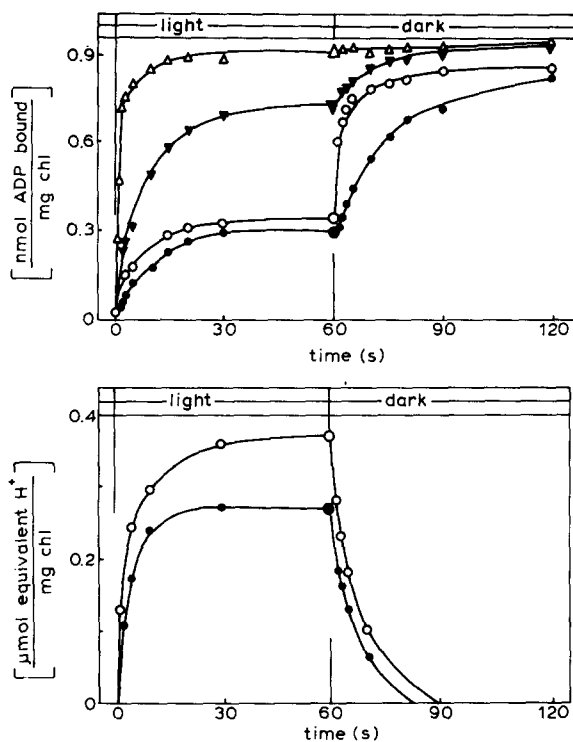 light dark
0.9
0.6
0.3
0
nmol ADP bound
mg chl
0 30 60 90 120
time (s)
light dark
0.4
0.2
0
µmol equivalent H+
mg chl
0 30 60 90 120
time (s)